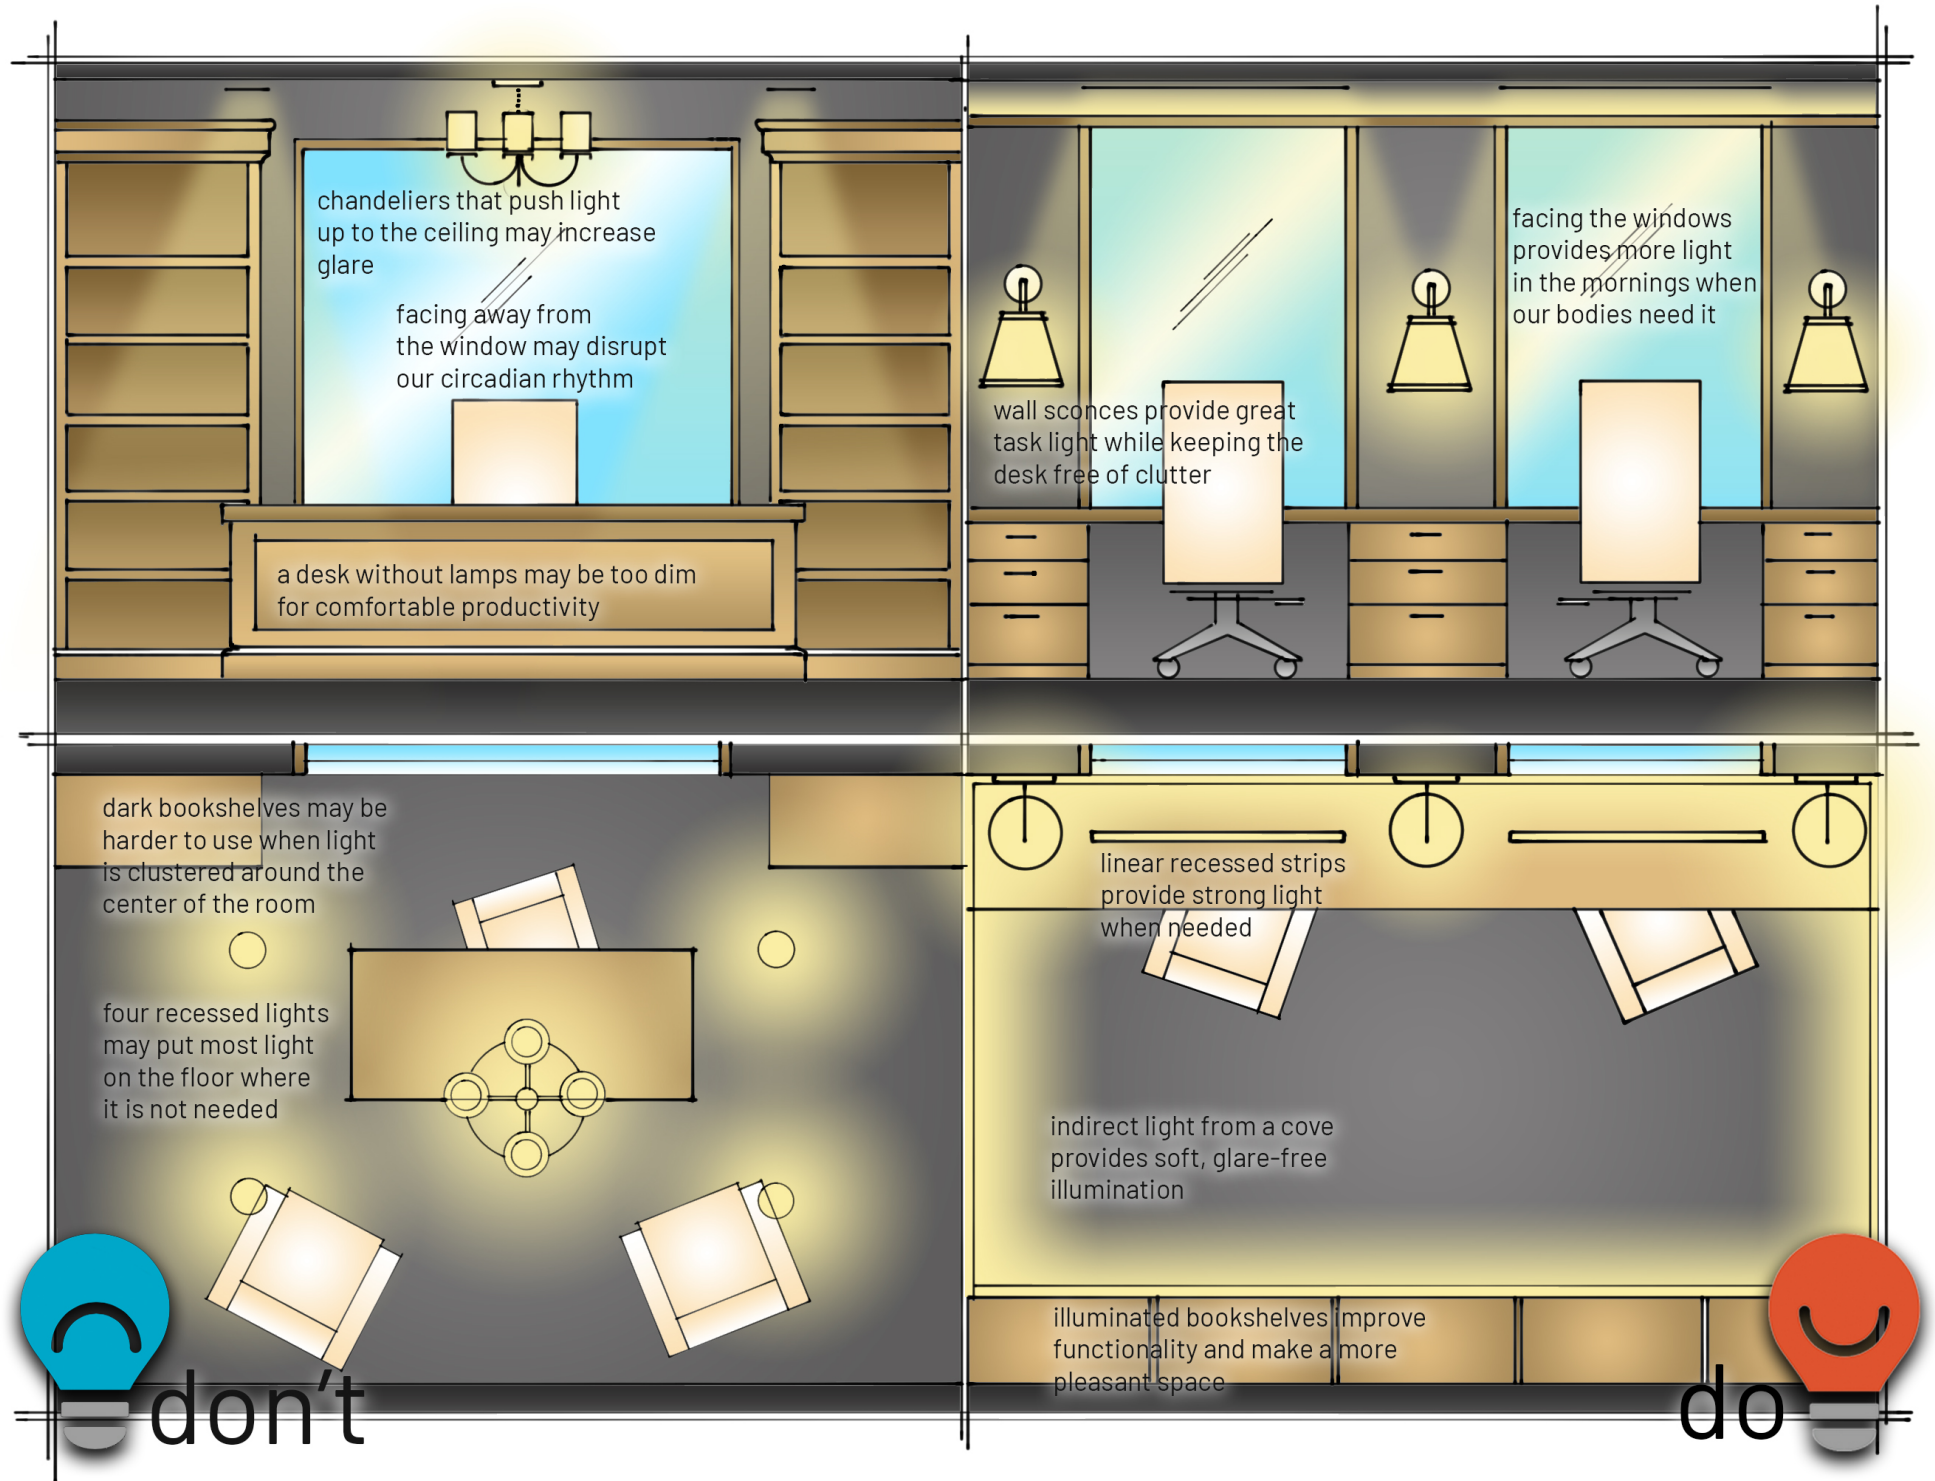 chandeliers that push light
up to the ceiling may increase
glare
facing away from
the window may disrupt
our circadian rhythm
a desk without lamps may be too dim
for comfortable productivity
facing the windows
provides more light
in the mornings when
our bodies need it
wall sconces provide great
task light while keeping the
desk free of clutter
dark bookshelves may be
harder to use when light
is clustered around the
center of the room
four recessed lights
may put most light
on the floor where
it is not needed
linear recessed strips
provide strong light
when needed
indirect light from a cove
provides soft, glare-free
illumination
illuminated bookshelves improve
functionality and make a more
pleasant space
don't
do